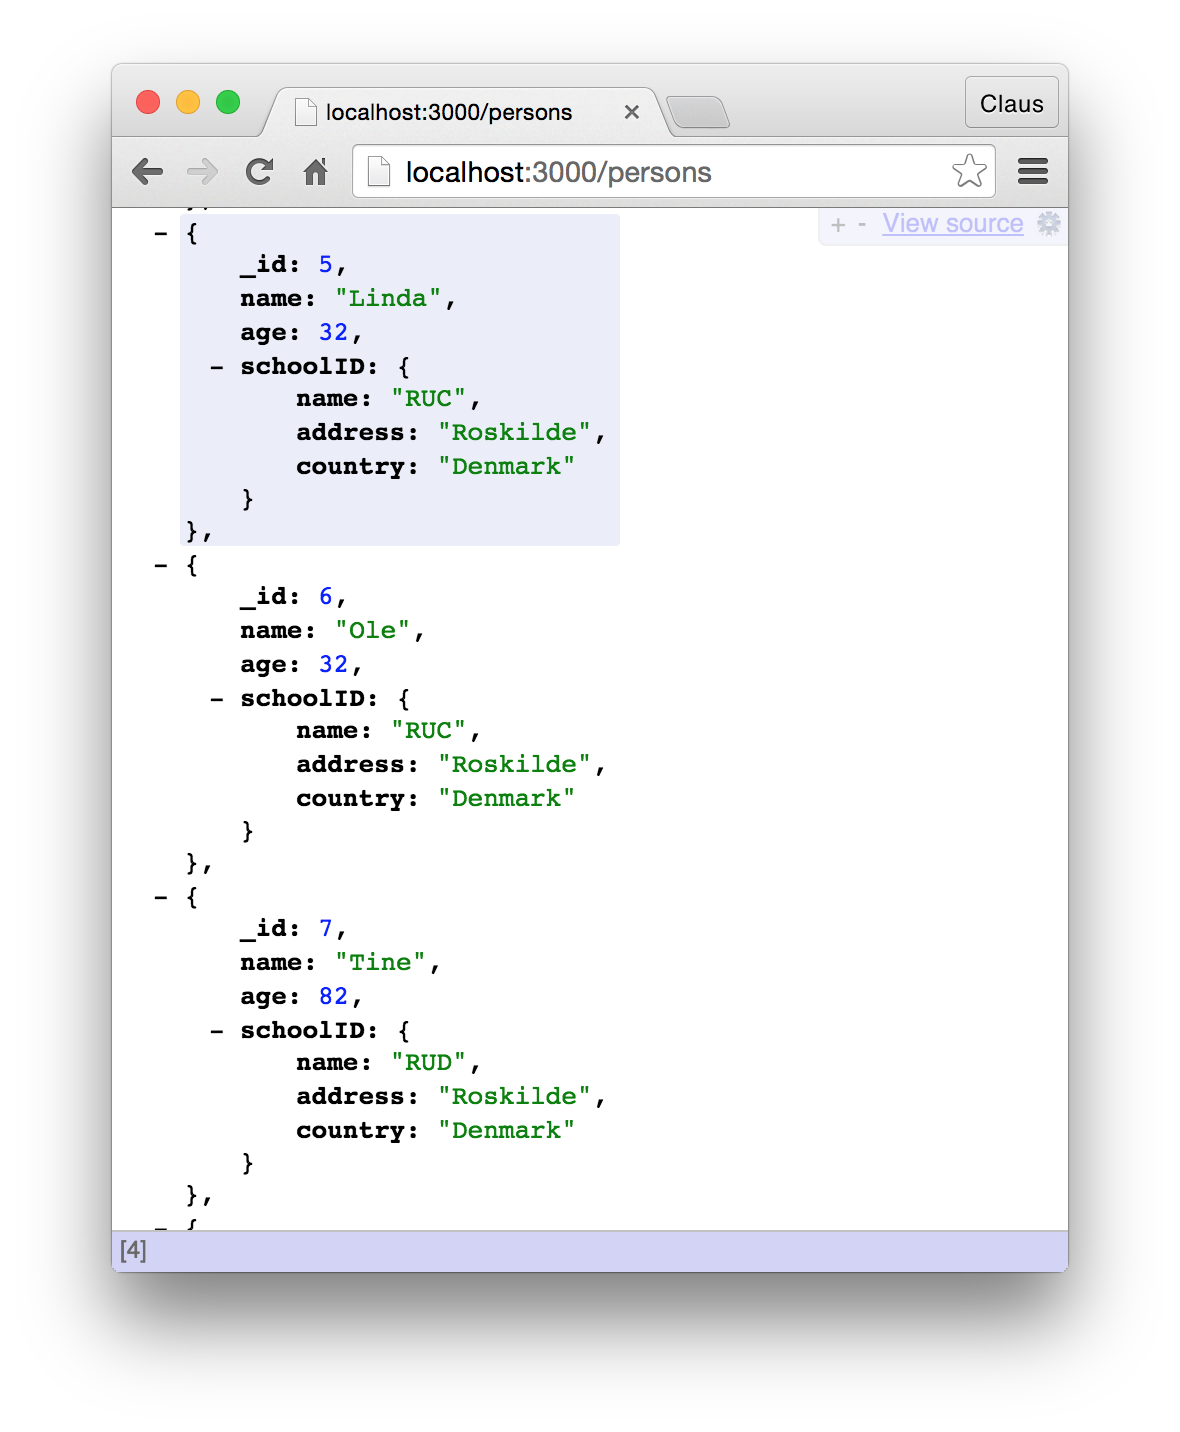 localhost:3000/persons ×
Claus
localhost:3000/persons
},
+ - View source
- {
_id: 5,
name: "Linda",
age: 32,
- schoolID: {
name: "RUC",
address: "Roskilde",
country: "Denmark"
}
},
- {
_id: 6,
name: "Ole",
age: 32,
- schoolID: {
name: "RUC",
address: "Roskilde",
country: "Denmark"
}
},
- {
_id: 7,
name: "Tine",
age: 82,
- schoolID: {
name: "RUD",
address: "Roskilde",
country: "Denmark"
}
},
- {
[4]